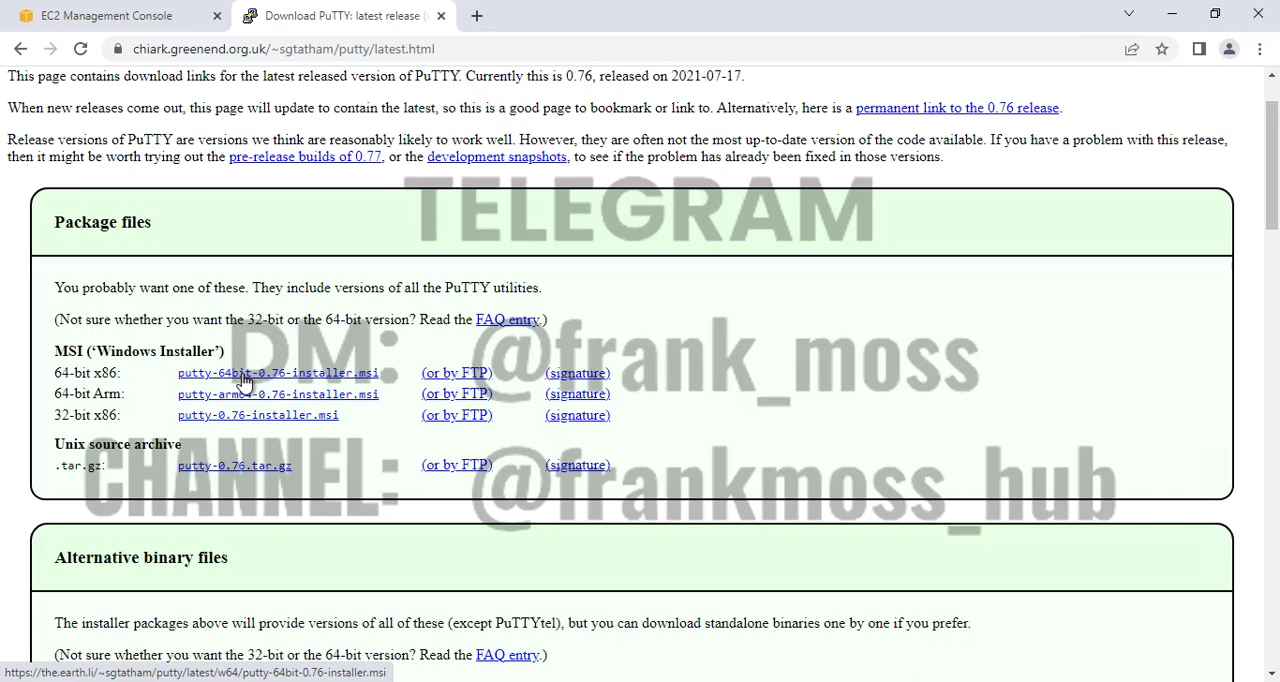 EC2 Management Console
Download PuTTY: latest release (
chiark.greenend.org.uk/~sgtatham/putty/latest.html
This page contains download links for the latest released version of PuTTY. Currently this is 0.76, released on 2021-07-17.
When new releases come out, this page will update to contain the latest, so this is a good page to bookmark or link to. Alternatively, here is a permanent link to the 0.76 release.
Release versions of PuTTY are versions we think are reasonably likely to work well. However, they are often not the most up-to-date version of the code available. If you have a problem with this release,
then it might be worth trying out the pre-release builds of 0.77, or the development snapshots, to see if the problem has already been fixed in those versions.
TELEGRAM
Package files
You probably want one of these. They include versions of all the PuTTY utilities.
(Not sure whether you want the 32-bit or the 64-bit version? Read the FAQ entry.)
DM: @frank_moss
MSI (‘Windows Installer’)
64-bit x86: putty-64bit-0.76-installer.msi (or by FTP) (signature)
64-bit Arm: putty-arm64-0.76-installer.msi (or by FTP) (signature)
32-bit x86: putty-0.76-installer.msi (or by FTP) (signature)
Unix source archive
.tar.gz: putty-0.76.tar.gz (or by FTP) (signature)
CHANNEL: @frankmoss_hub
Alternative binary files
The installer packages above will provide versions of all of these (except PuTTYtel), but you can download standalone binaries one by one if you prefer.
(Not sure whether you want the 32-bit or the 64-bit version? Read the FAQ entry.)
https://the.earth.li/~sgtatham/putty/latest/w64/putty-64bit-0.76-installer.msi